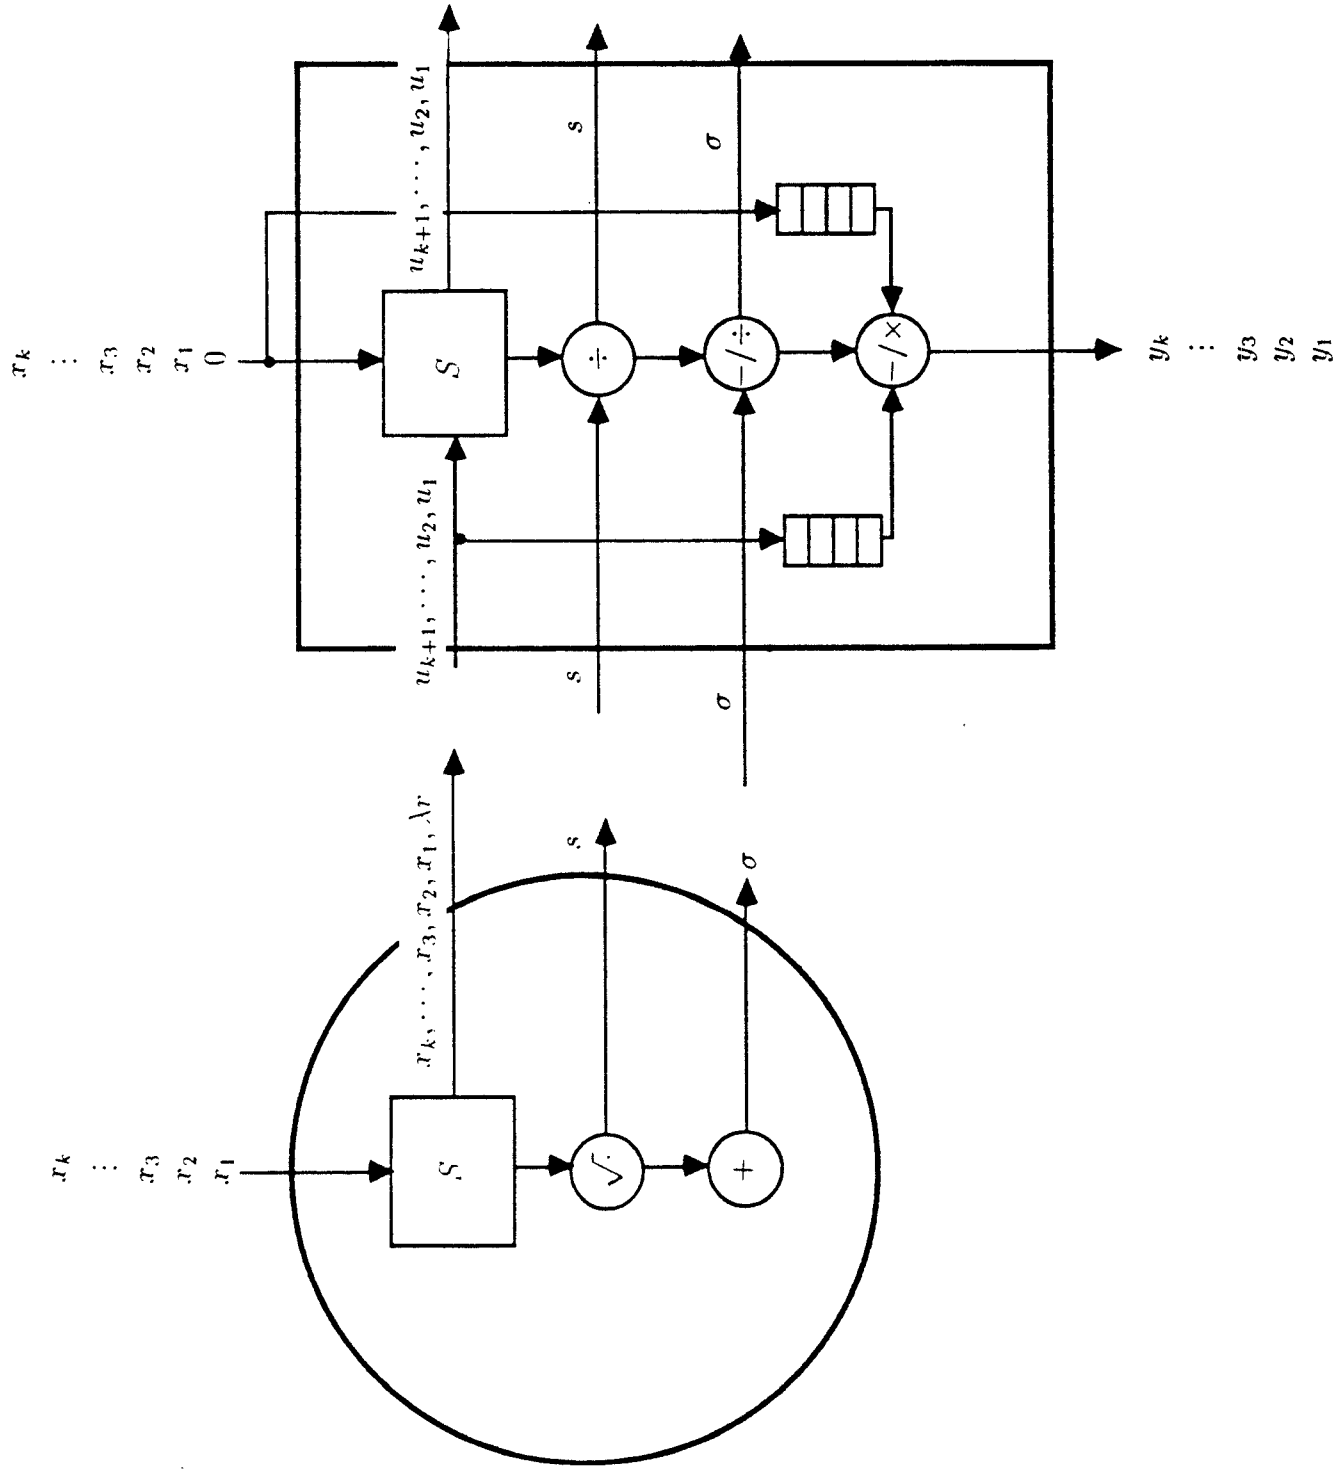 x_k
⋮
x_3
x_2
x_1
0
u_{k+1}, ⋯, u_2, u_1
s
σ
S
÷
−/÷
−/×
u_{k+1}, ⋯, u_2, u_1
s
σ
y_k
⋮
y_3
y_2
y_1
x_k
⋮
x_3
x_2
x_1
x_k, ⋯, x_3, x_2, x_1, λr
s
σ
S
√·
+